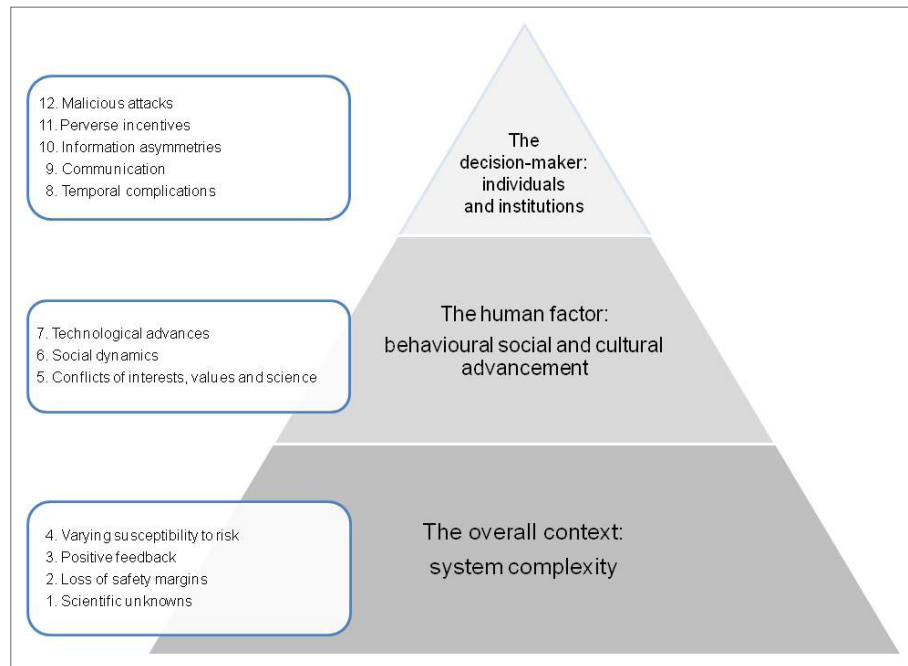 12. Malicious attacks
11. Perverse incentives
10. Information asymmetries
9. Communication
8. Temporal complications
The
decision-maker:
individuals
and institutions
7. Technological advances
6. Social dynamics
5. Conflicts of interests, values and science
The human factor:
behavioural social and cultural
advancement
4. Varying susceptibility to risk
3. Positive feedback
2. Loss of safety margins
1. Scientific unknowns
The overall context:
system complexity